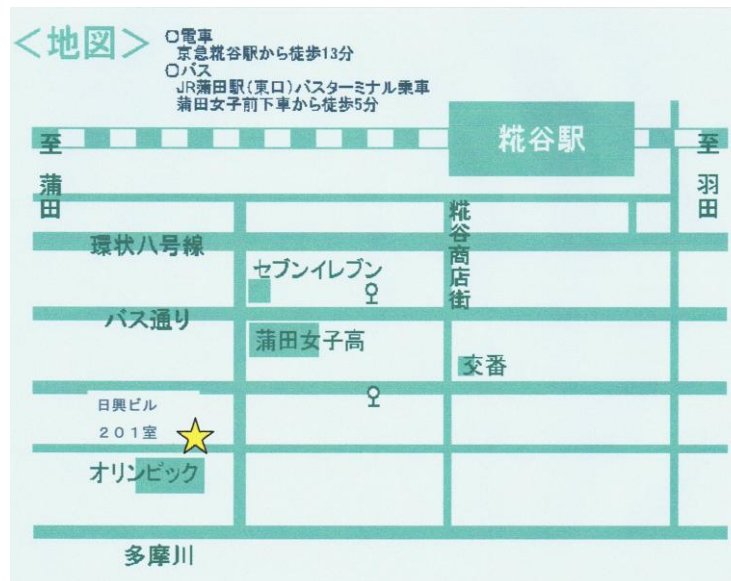 ＜地図＞
○電車
京急糀谷駅から徒歩13分
○バス
JR蒲田駅（東口）バスターミナル乗車
蒲田女子前下車から徒歩5分
糀谷駅
至 蒲田
至 羽田
糀谷商店街
環状八号線
セブンイレブン
バス通り
蒲田女子高
交番
日興ビル
２０１室
オリンピック
多摩川